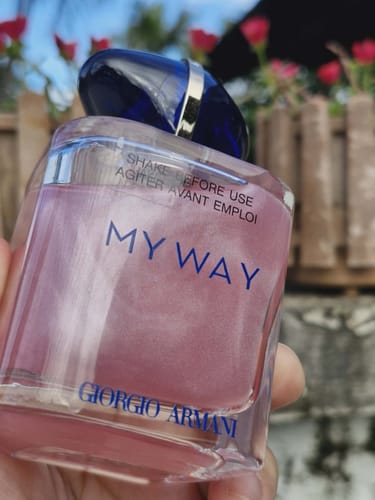 SHAKE BEFORE USE
AGITER AVANT EMPLOI
MY WAY
GIORGIO ARMANI